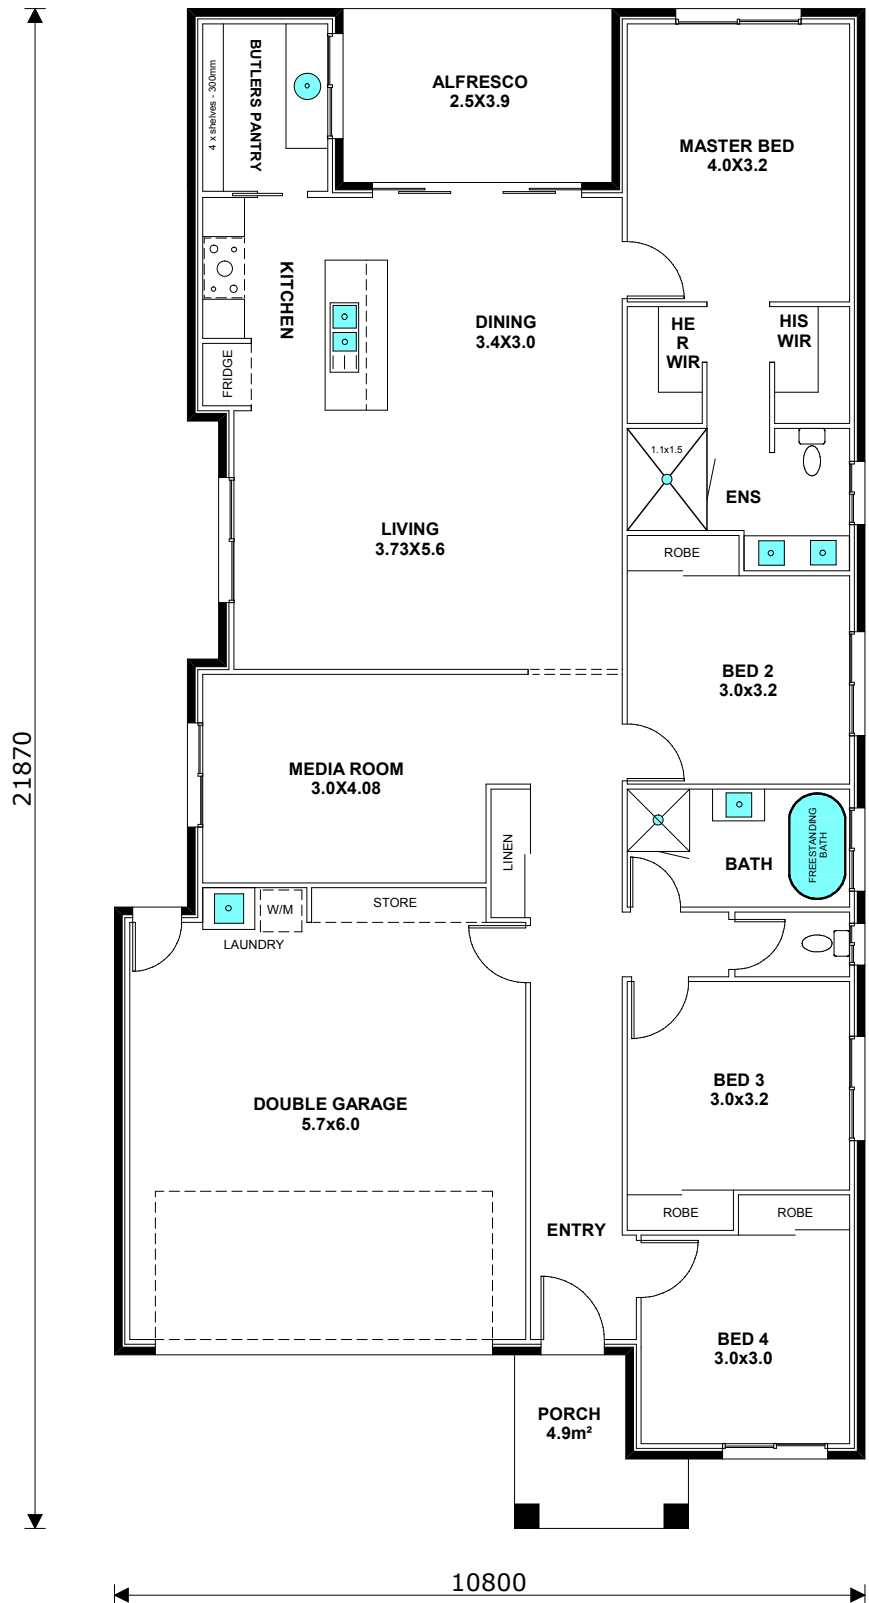 4 x shelves - 300mm
BUTLERS PANTRY
ALFRESCO
2.5X3.9
MASTER BED
4.0X3.2
KITCHEN
FRIDGE
DINING
3.4X3.0
HE
R
WIR
HIS
WIR
1.1x1.5
ENS
LIVING
3.73X5.6
ROBE
BED 2
3.0x3.2
21870
MEDIA ROOM
3.0X4.08
LINEN
BATH
FREESTANDING
BATH
W/M
STORE
LAUNDRY
DOUBLE GARAGE
5.7x6.0
BED 3
3.0x3.2
ROBE
ROBE
ENTRY
BED 4
3.0x3.0
PORCH
4.9m²
10800